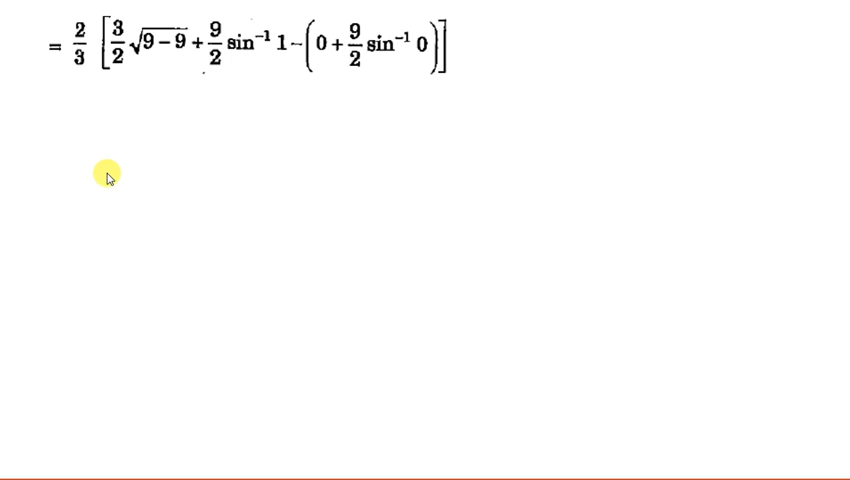 = 2/3 [3/2 √(9 − 9) + 9/2 sin⁻¹ 1 − (0 + 9/2 sin⁻¹ 0)]